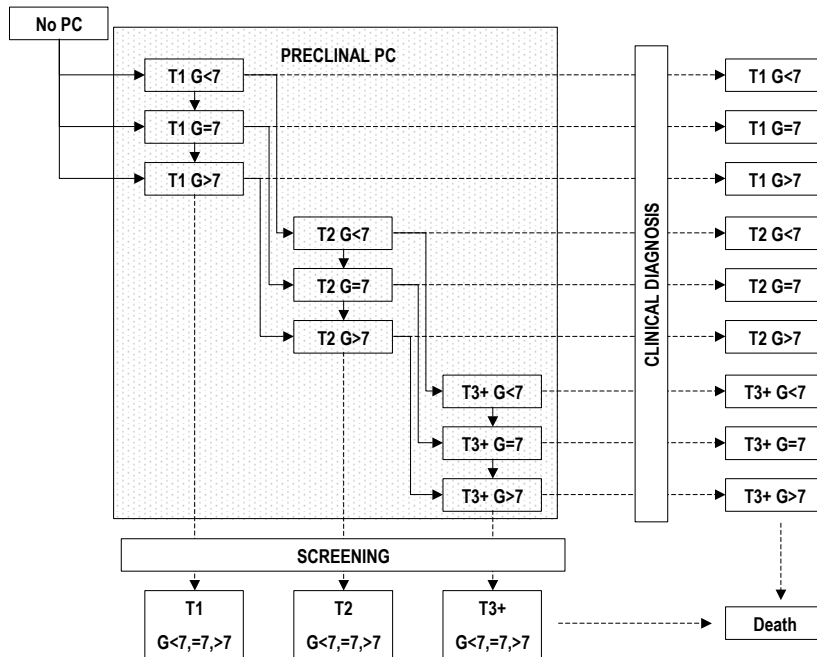 No PC
PRECLINAL PC
T1 G<7
T1 G<7
T1 G=7
T1 G=7
T1 G>7
T1 G>7
T2 G<7
T2 G<7
T2 G=7
T2 G=7
T2 G>7
T2 G>7
T3+ G<7
T3+ G<7
T3+ G=7
T3+ G=7
T3+ G>7
T3+ G>7
CLINICAL DIAGNOSIS
SCREENING
T1
G<7,=7,>7
T2
G<7,=7,>7
T3+
G<7,=7,>7
Death